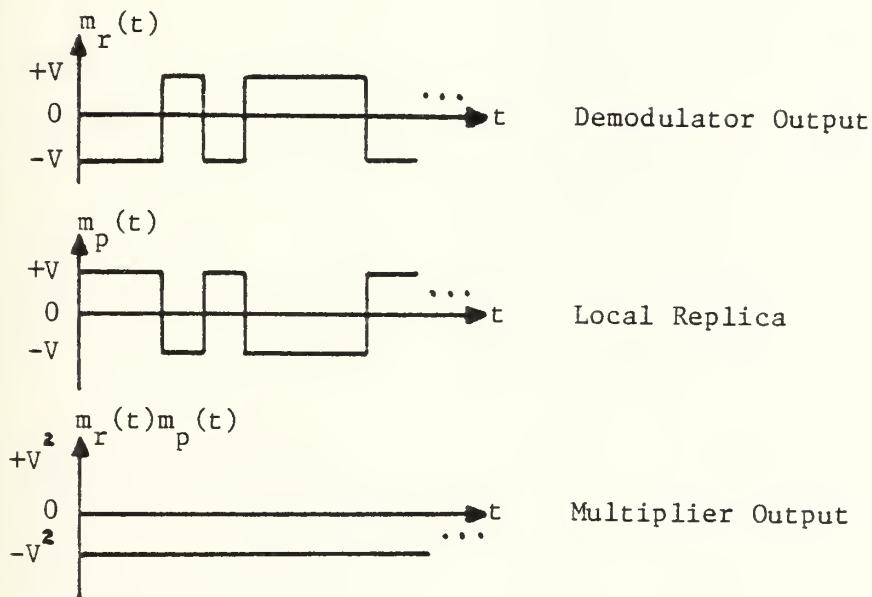 m_r(t)
+V
0
-V
t
...
Demodulator Output
m_p(t)
+V
0
-V
t
...
Local Replica
m_r(t)m_p(t)
+V²
0
-V²
t
...
Multiplier Output